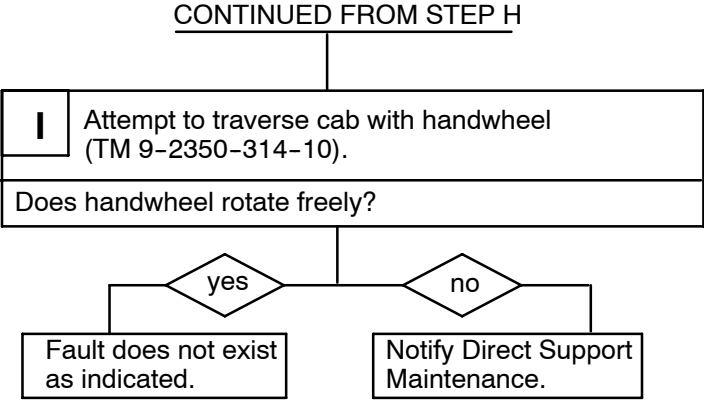 CONTINUED FROM STEP H
I
Attempt to traverse cab with handwheel
(TM 9-2350-314-10).
Does handwheel rotate freely?
yes
no
Fault does not exist
as indicated.
Notify Direct Support
Maintenance.